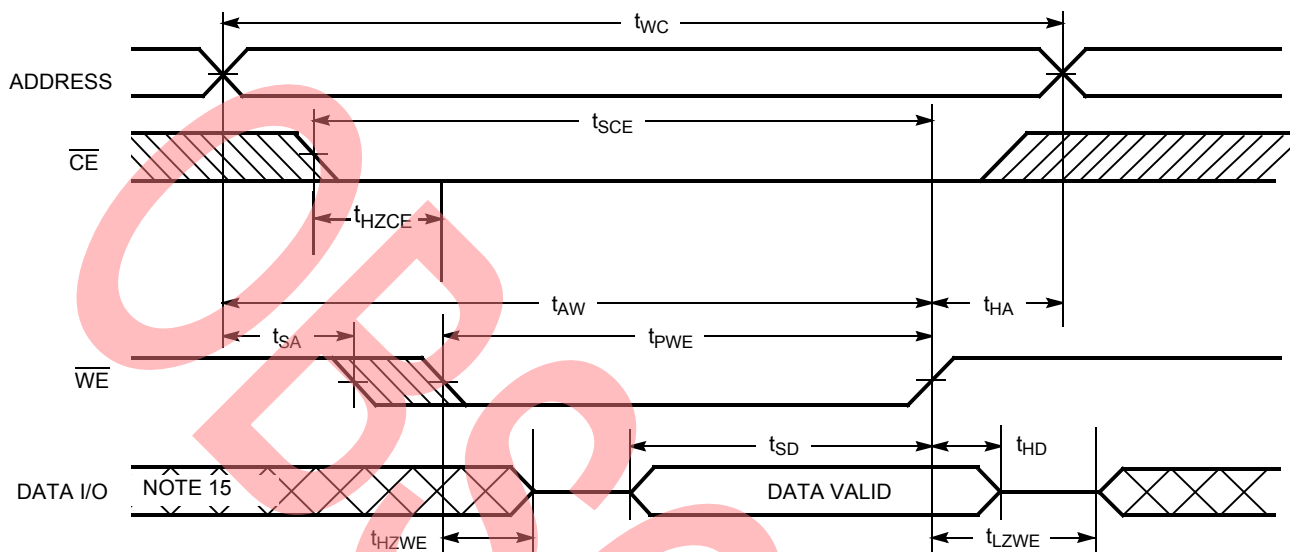 tWC
ADDRESS
tSCE
CE
tHZCE
tAW
tHA
tSA
tPWE
WE
tSD
tHD
DATA I/O
NOTE 15
DATA VALID
tHZWE
tLZWE